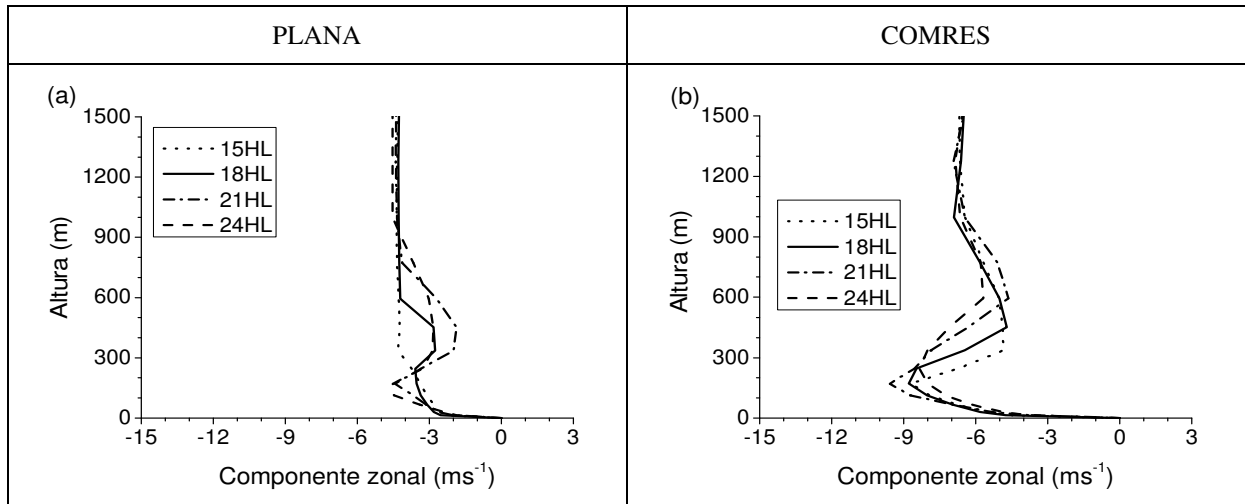 PLANA
COMRES
(a)
1500
1200
900
600
300
0
Altura (m)
15HL
18HL
21HL
24HL
-15 -12 -9 -6 -3 0 3
Componente zonal (ms⁻¹)
(b)
1500
1200
900
600
300
0
Altura (m)
15HL
18HL
21HL
24HL
-15 -12 -9 -6 -3 0 3
Componente zonal (ms⁻¹)